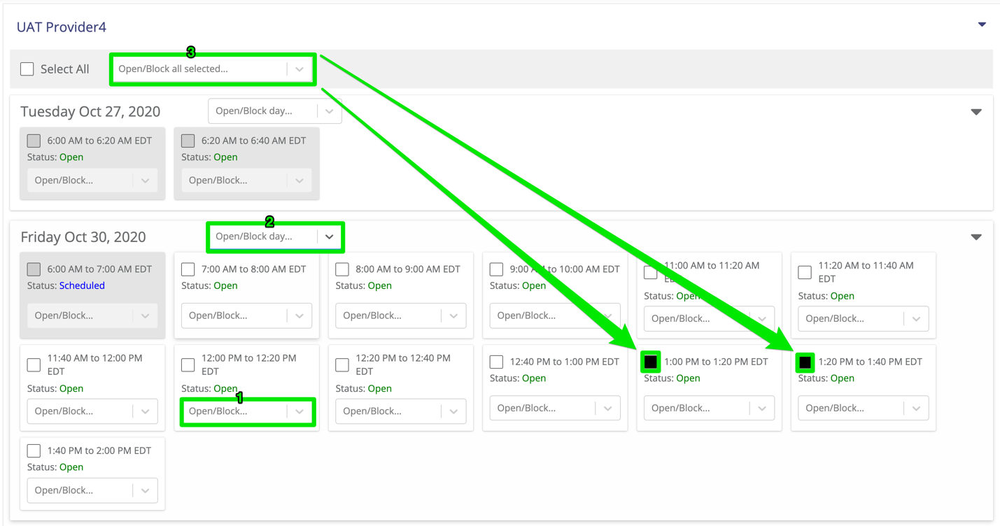 UAT Provider4
3
Select All
Open/Block all selected...
Tuesday Oct 27, 2020
Open/Block day...
6:00 AM to 6:20 AM EDT
Status: Open
Open/Block...
6:20 AM to 6:40 AM EDT
Status: Open
Open/Block...
2
Friday Oct 30, 2020
Open/Block day...
6:00 AM to 7:00 AM EDT
Status: Scheduled
Open/Block...
7:00 AM to 8:00 AM EDT
Status: Open
Open/Block...
8:00 AM to 9:00 AM EDT
Status: Open
Open/Block...
9:00 AM to 10:00 AM EDT
Status: Open
Open/Block...
11:00 AM to 11:20 AM
EDT
Status: Open
Open/Block...
11:20 AM to 11:40 AM
EDT
Status: Open
Open/Block...
11:40 AM to 12:00 PM
EDT
Status: Open
Open/Block...
12:00 PM to 12:20 PM
EDT
Status: Open
1
Open/Block...
12:20 PM to 12:40 PM
EDT
Status: Open
Open/Block...
12:40 PM to 1:00 PM EDT
Status: Open
Open/Block...
1:00 PM to 1:20 PM EDT
Status: Open
Open/Block...
1:20 PM to 1:40 PM EDT
Status: Open
Open/Block...
1:40 PM to 2:00 PM EDT
Status: Open
Open/Block...